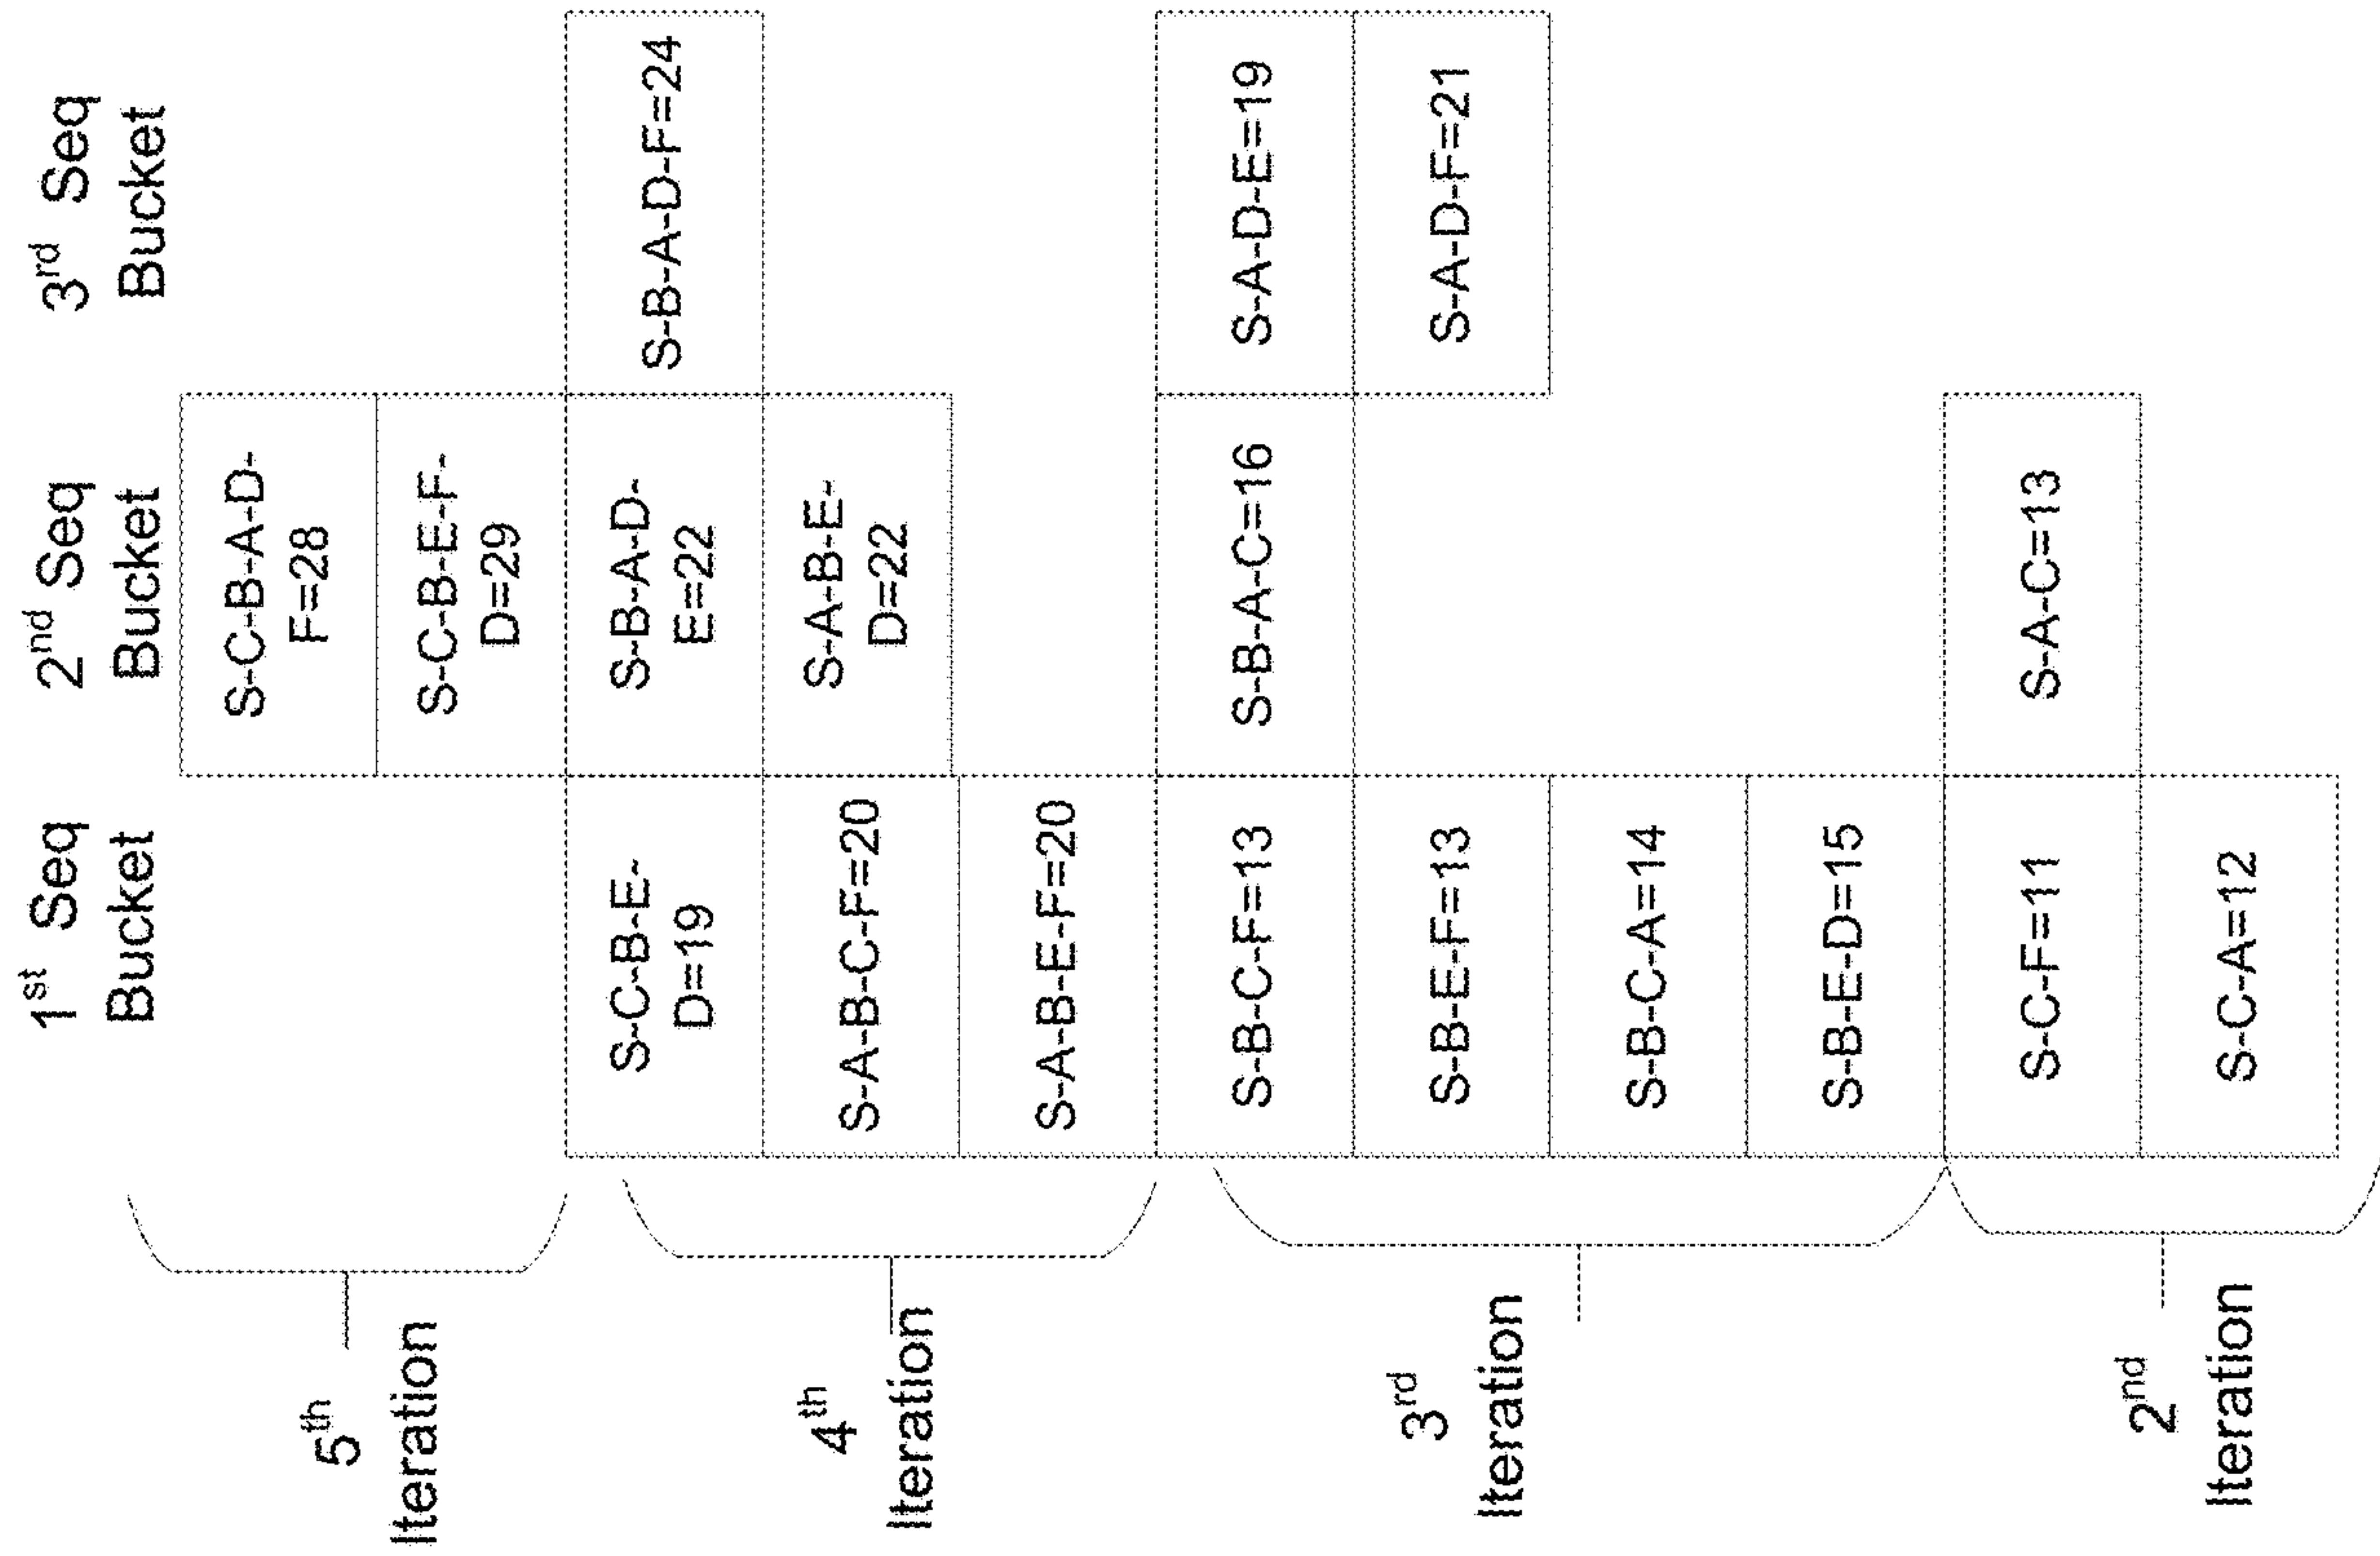 1st Seq
Bucket
2nd Seq
Bucket
3rd Seq
Bucket
5th
Iteration
S-C-B-A-D-
F=28
S-C-B-E-F-
D=29
4th
Iteration
S-C-B-E-
D=19
S-B-A-D-
E=22
S-B-A-D-F=24
S-A-B-C-F=20
S-A-B-E-
D=22
S-A-B-E-F=20
3rd
Iteration
S-B-C-F=13
S-B-A-C=16
S-A-D-E=19
S-B-E-F=13
S-A-D-F=21
S-B-C-A=14
S-B-E-D=15
2nd
Iteration
S-C-F=11
S-A-C=13
S-C-A=12